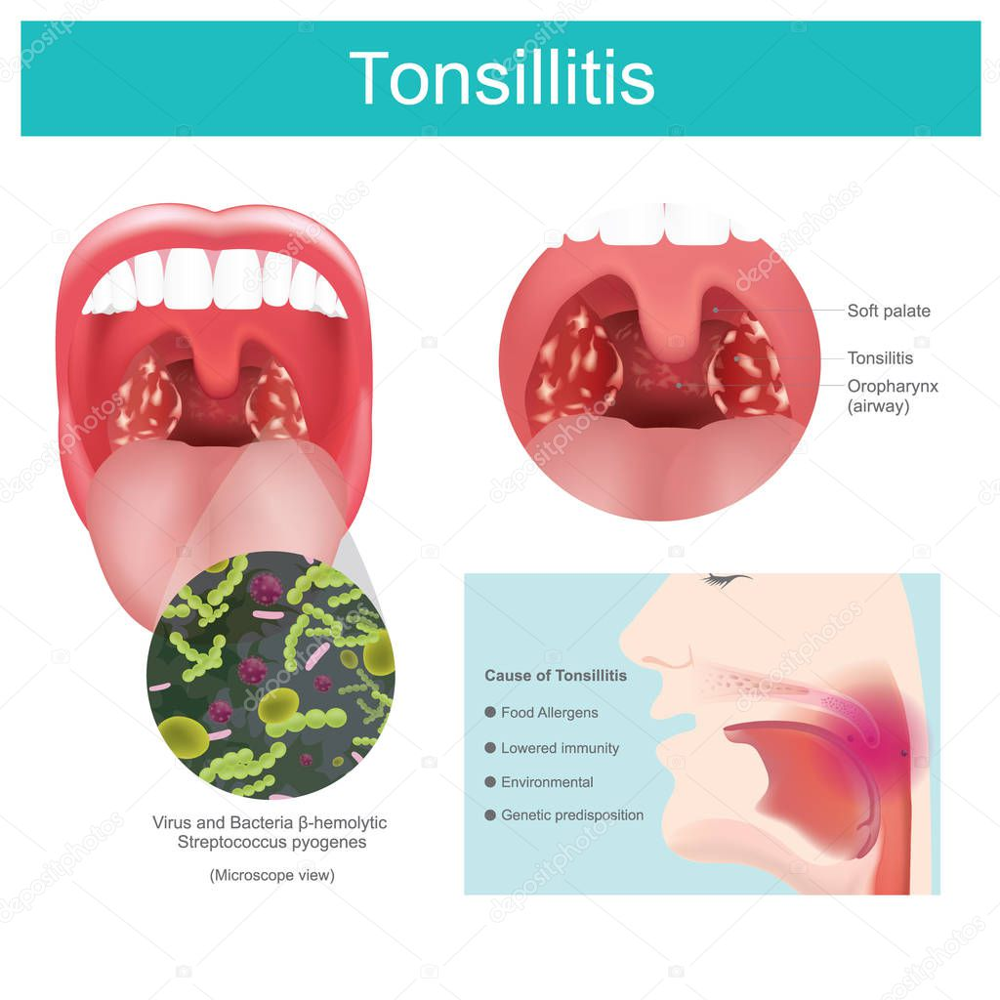 Tonsillitis
Soft palate
Tonsilitis
Oropharynx
(airway)
Virus and Bacteria β-hemolytic
Streptococcus pyogenes
(Microscope view)
Cause of Tonsillitis
Food Allergens
Lowered immunity
Environmental
Genetic predisposition
depositphotos